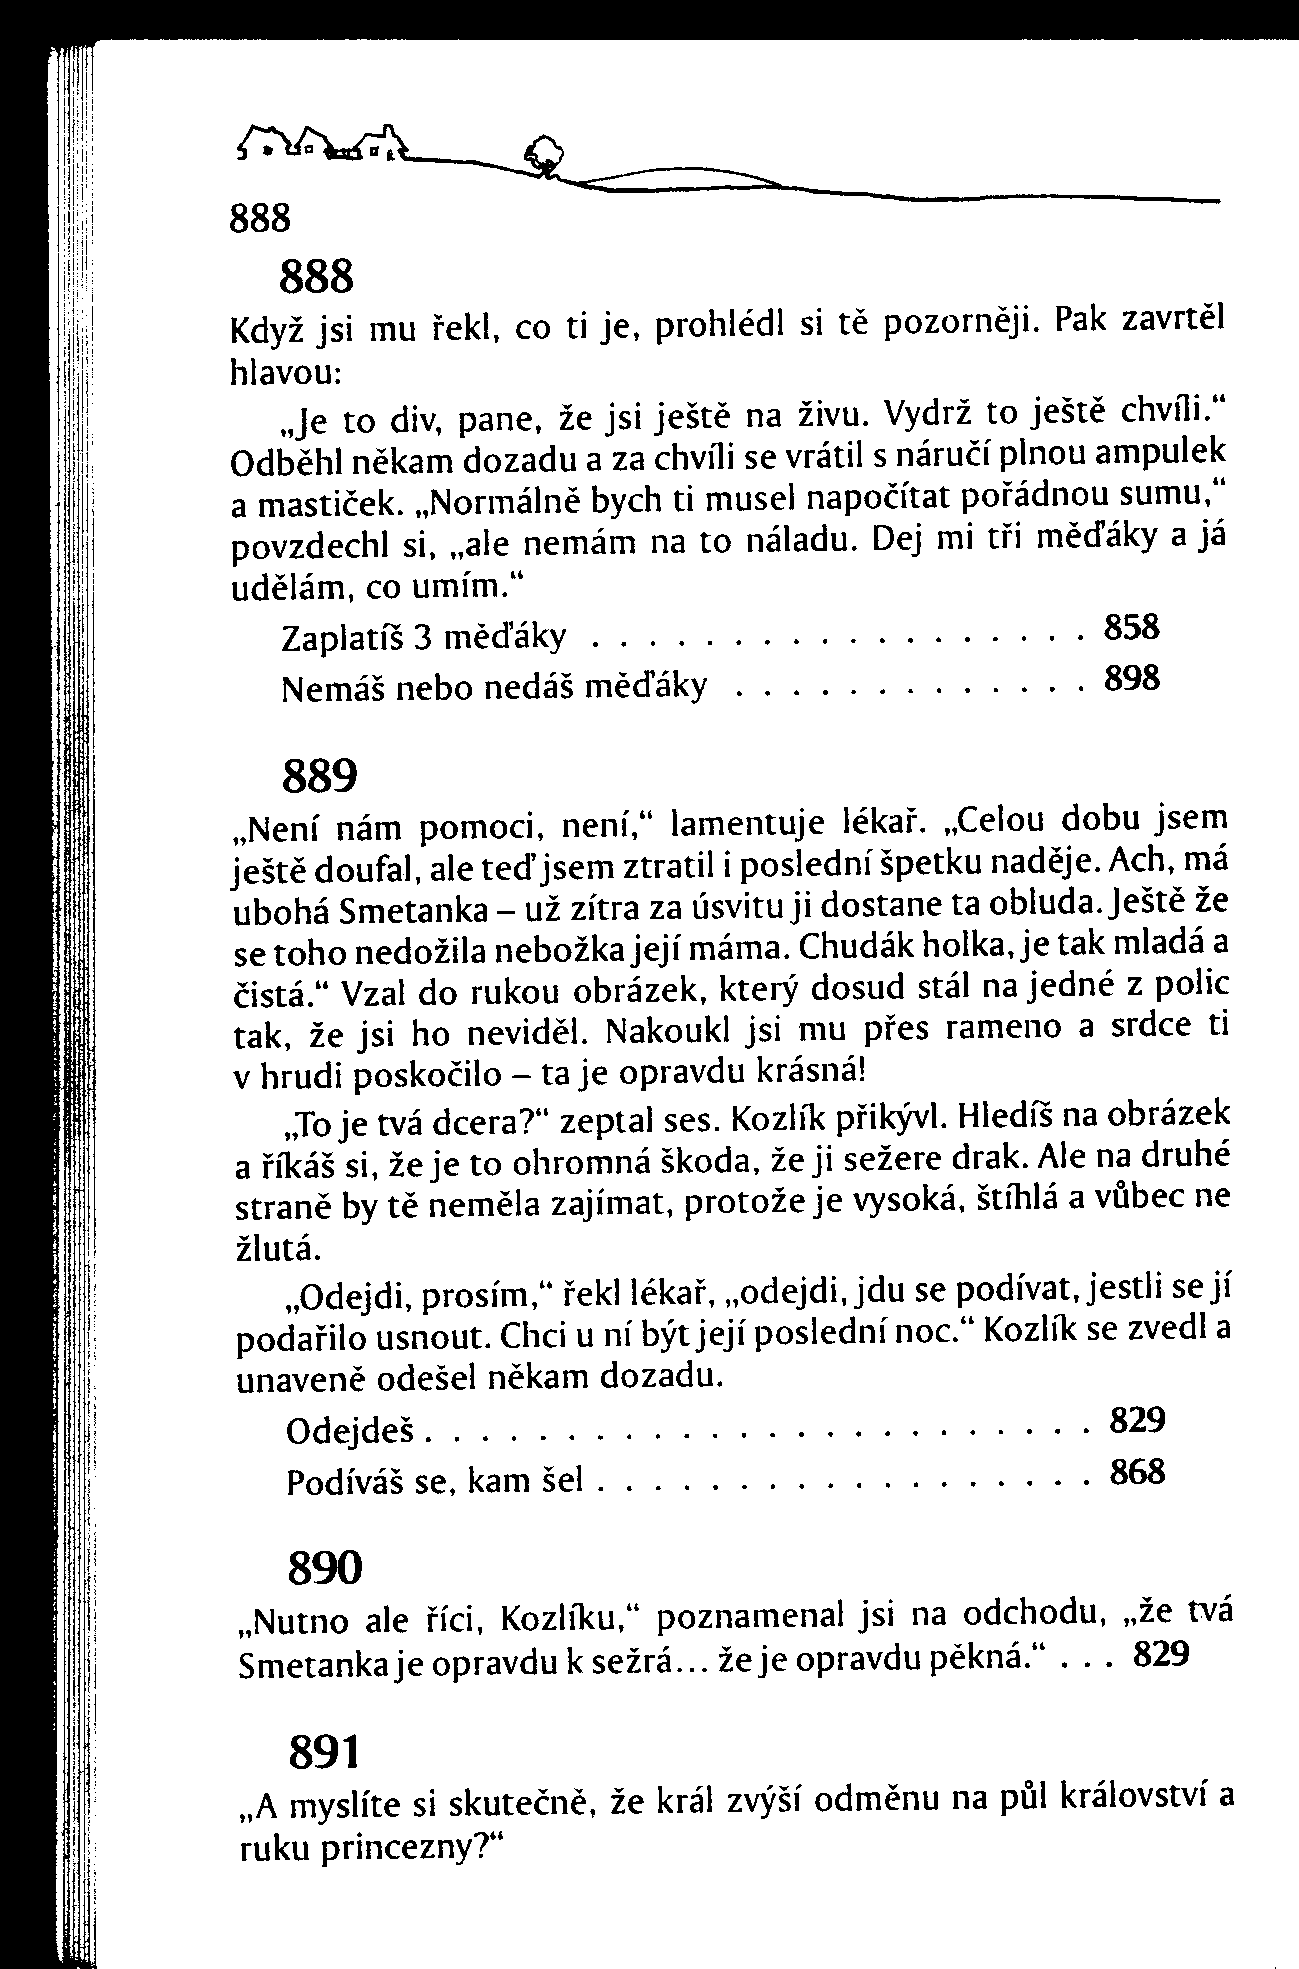 888
888
Když jsi mu řekl, co ti je, prohlédl si tě pozorněji. Pak zavrtěl
hlavou:
„Je to div, pane, že jsi ještě na živu. Vydrž to ještě chvíli.“
Odběhl někam dozadu a za chvíli se vrátil s náručí plnou ampulek
a mastiček. „Normálně bych ti musel napočítat pořádnou sumu,“
povzdechl si, „ale nemám na to náladu. Dej mi tři měďáky a já
udělám, co umím.“
Zaplatíš 3 měďáky . . . . . . . . . . . . . . . . . . 858
Nemáš nebo nedáš měďáky . . . . . . . . . . . . . 898
889
„Není nám pomoci, není,“ lamentuje lékař. „Celou dobu jsem
ještě doufal, ale teď jsem ztratil i poslední špetku naděje. Ach, má
ubohá Smetanka – už zítra za úsvitu ji dostane ta obluda. Ještě že
se toho nedožila nebožka její máma. Chudák holka, je tak mladá a
čistá.“ Vzal do rukou obrázek, který dosud stál na jedné z polic
tak, že jsi ho neviděl. Nakoukl jsi mu přes rameno a srdce ti
v hrudi poskočilo – ta je opravdu krásná!
„To je tvá dcera?“ zeptal ses. Kozlík přikývl. Hledíš na obrázek
a říkáš si, že je to ohromná škoda, že ji sežere drak. Ale na druhé
straně by tě neměla zajímat, protože je vysoká, štíhlá a vůbec ne
žlutá.
„Odejdi, prosím,“ řekl lékař, „odejdi, jdu se podívat, jestli se jí
podařilo usnout. Chci u ní být její poslední noc.“ Kozlík se zvedl a
unaveně odešel někam dozadu.
Odejdeš . . . . . . . . . . . . . . . . . . . . . . . . 829
Podíváš se, kam šel . . . . . . . . . . . . . . . . . . 868
890
„Nutno ale říci, Kozlíku,“ poznamenal jsi na odchodu, „že tvá
Smetanka je opravdu k sežrá... že je opravdu pěkná.“ . . . 829
891
„A myslíte si skutečně, že král zvýší odměnu na půl království a
ruku princezny?“